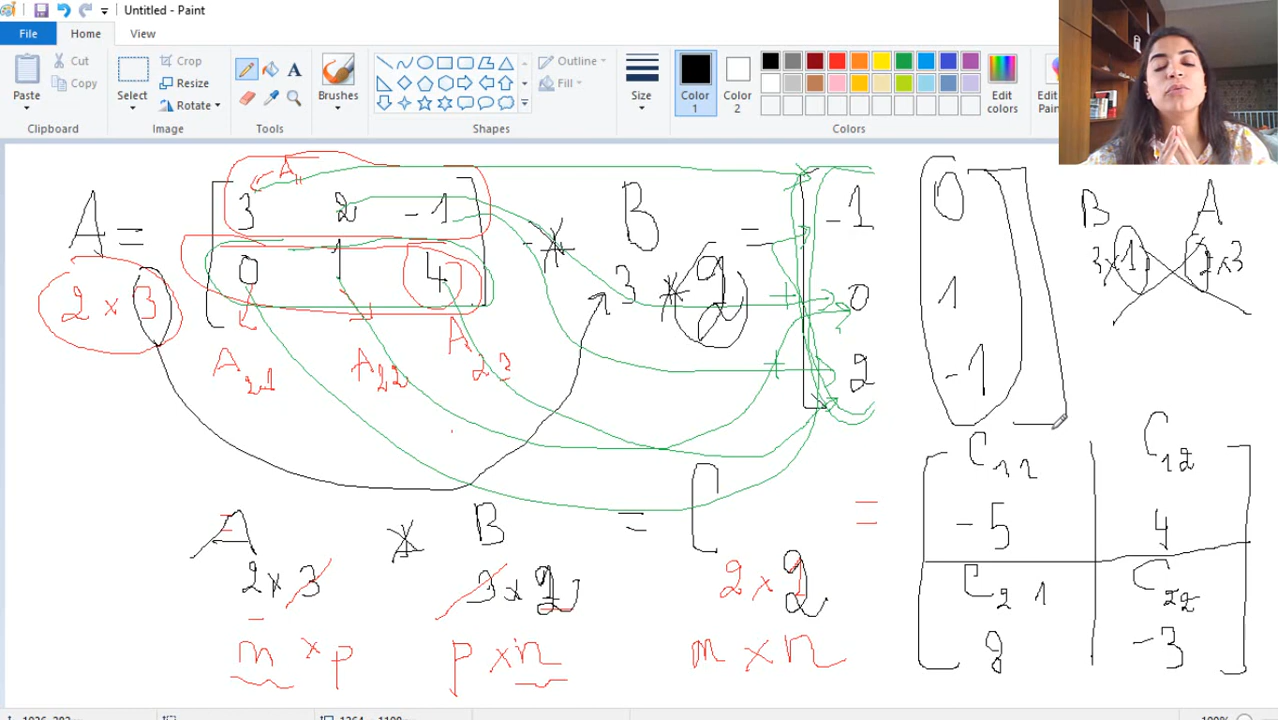 Untitled - Paint
File Home View
Paste Cut Copy Clipboard
Select Crop Resize Rotate Image
Tools
Brushes
Outline Fill Shapes
Size
Color 1 Color 2 Edit colors Colors
A = [ 3 2 -1
0 1 4 ]
2 x 3
A11
A21 A22 A23
* B = [ -1 0
0 1
2 -1 ]
3 * 2
B A
3x1 2x3
A * B = C =
2x3 3x2 2x2
m x p p x n m x n
C11 C12
-5 4
C21 C22
8 -3
100%